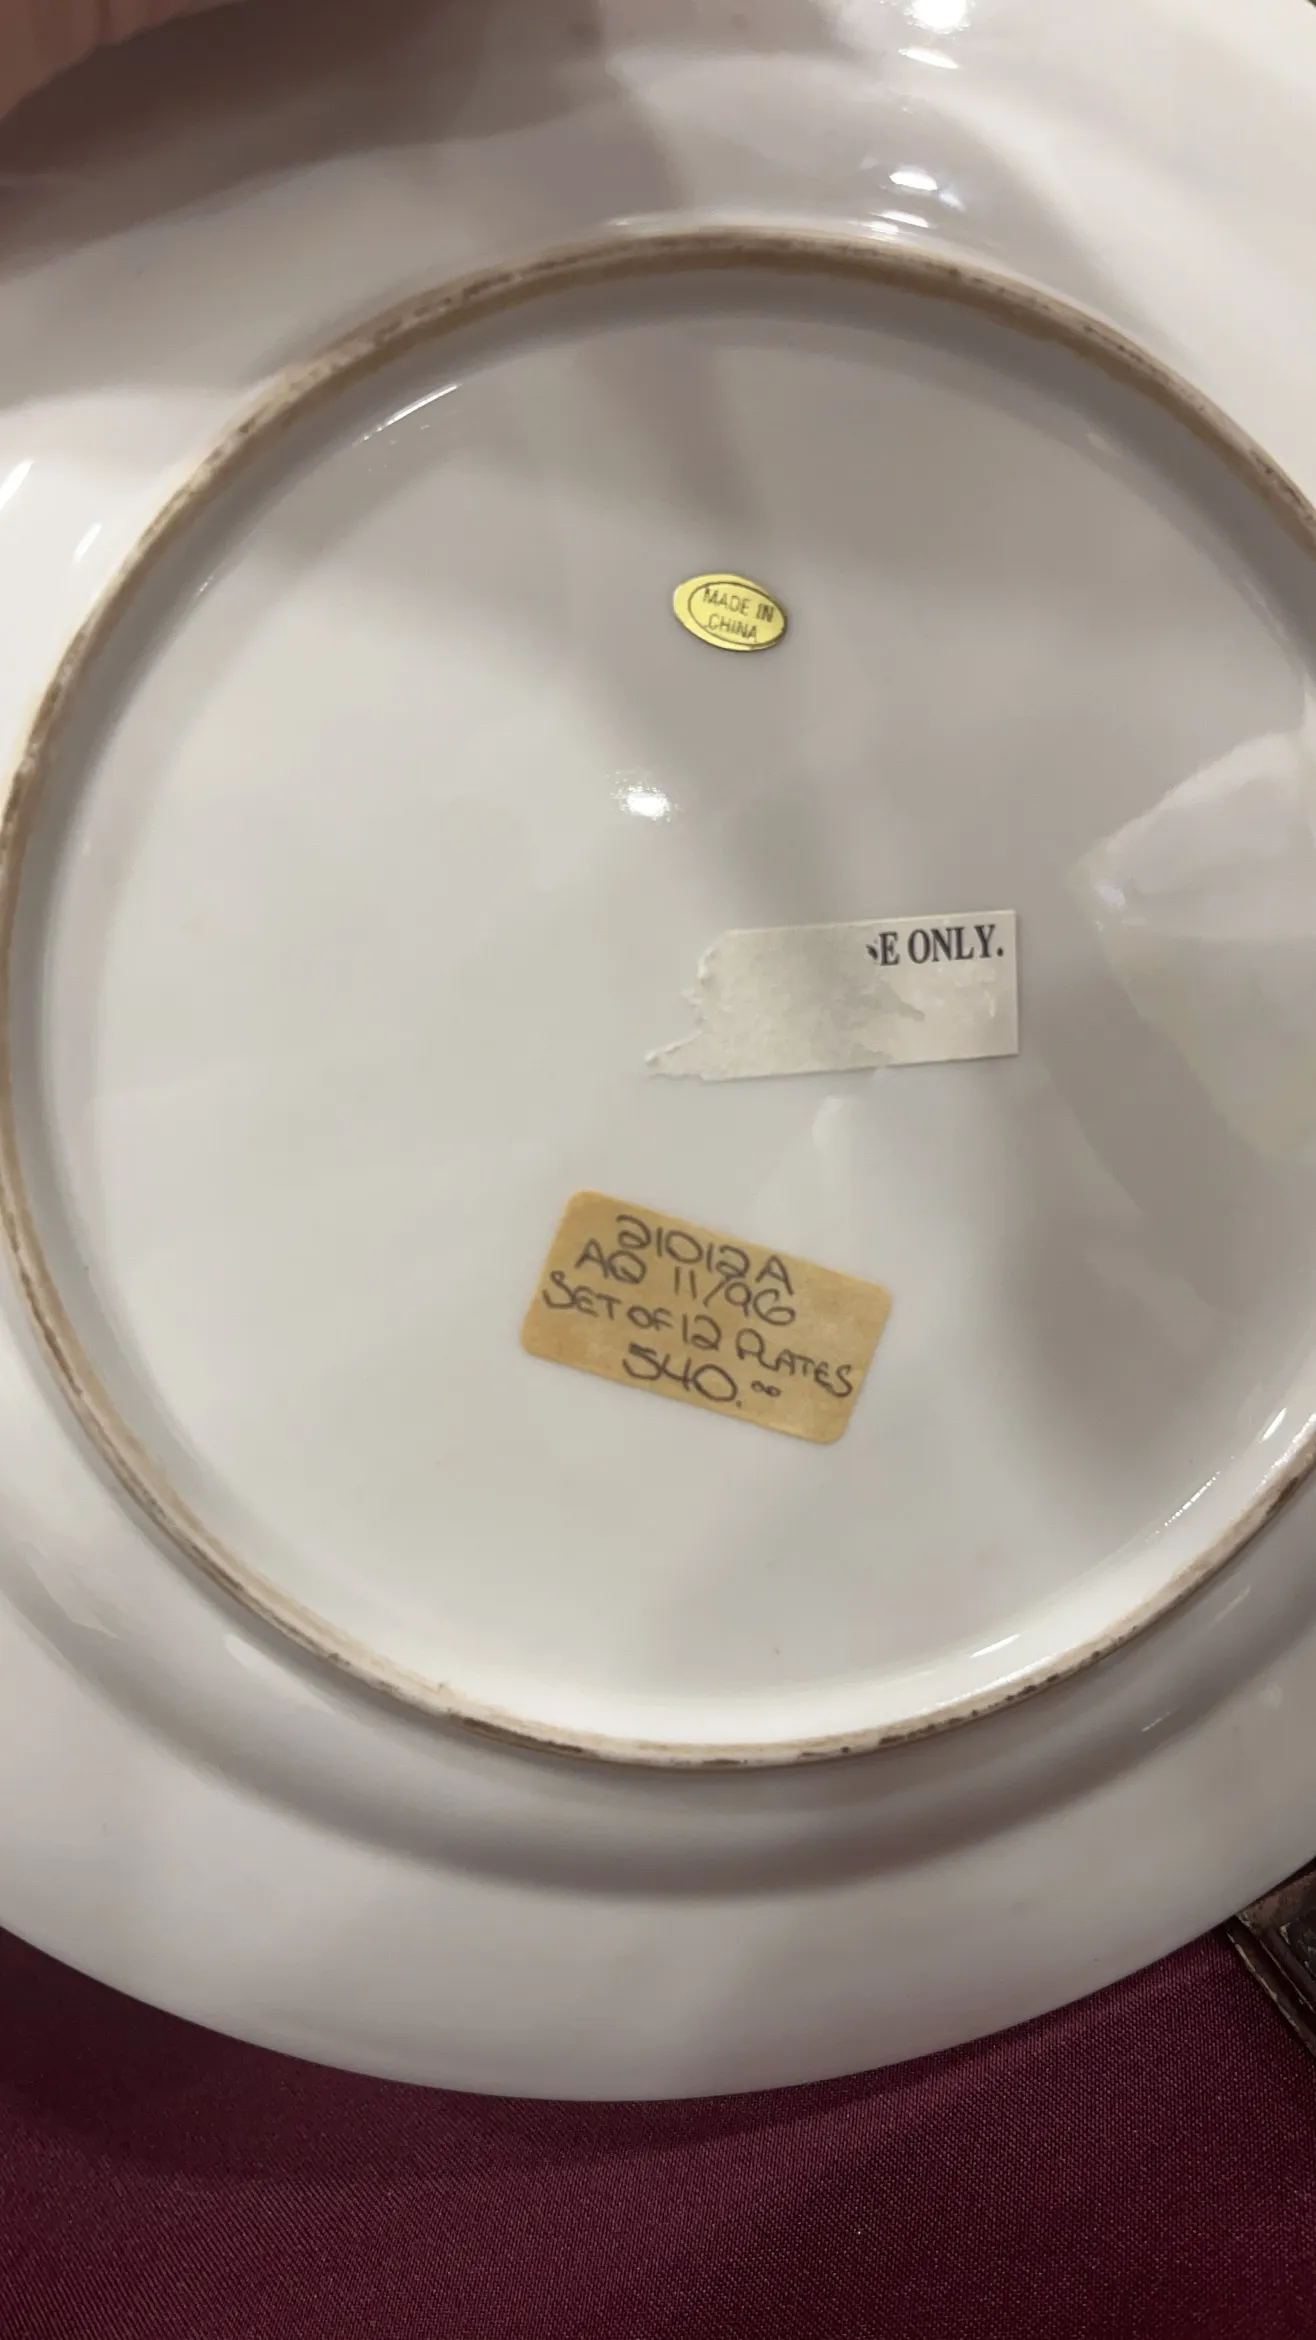 MADE IN
CHINA
E ONLY.
21012A
AQ 11/96
SET OF 12 PLATES
540.00